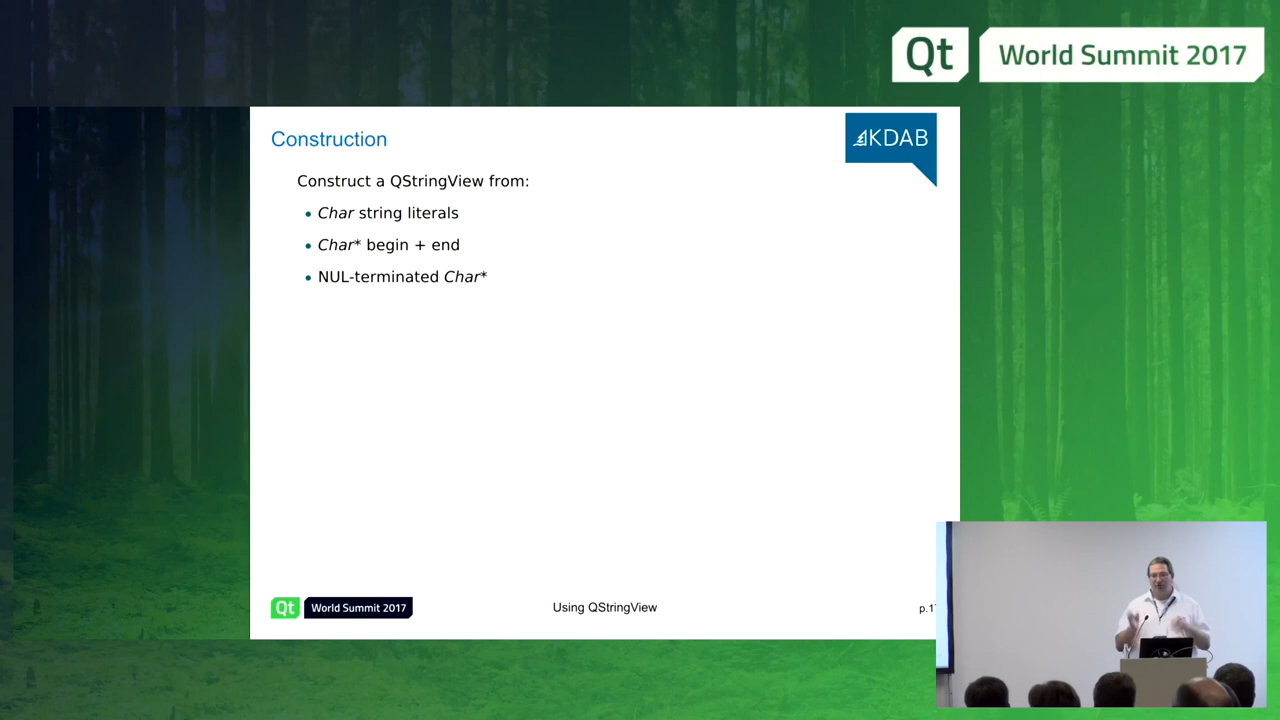 Qt World Summit 2017
Construction
KDAB
Construct a QStringView from:
• Char string literals
• Char* begin + end
• NUL-terminated Char*
Qt World Summit 2017
Using QStringView
p.17